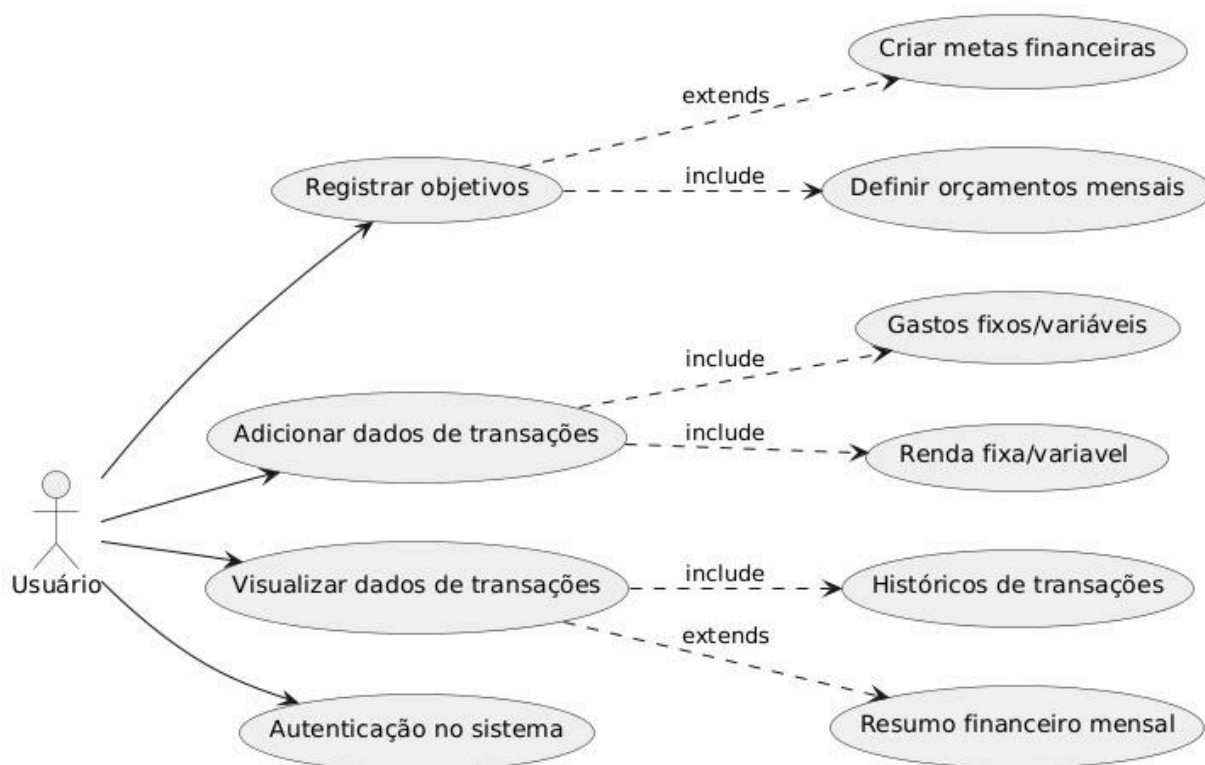 Criar metas financeiras
extends
Registrar objetivos
include
Definir orçamentos mensais
Gastos fixos/variáveis
include
Adicionar dados de transações
include
Renda fixa/variavel
Usuário
Visualizar dados de transações
include
Históricos de transações
extends
Autenticação no sistema
Resumo financeiro mensal